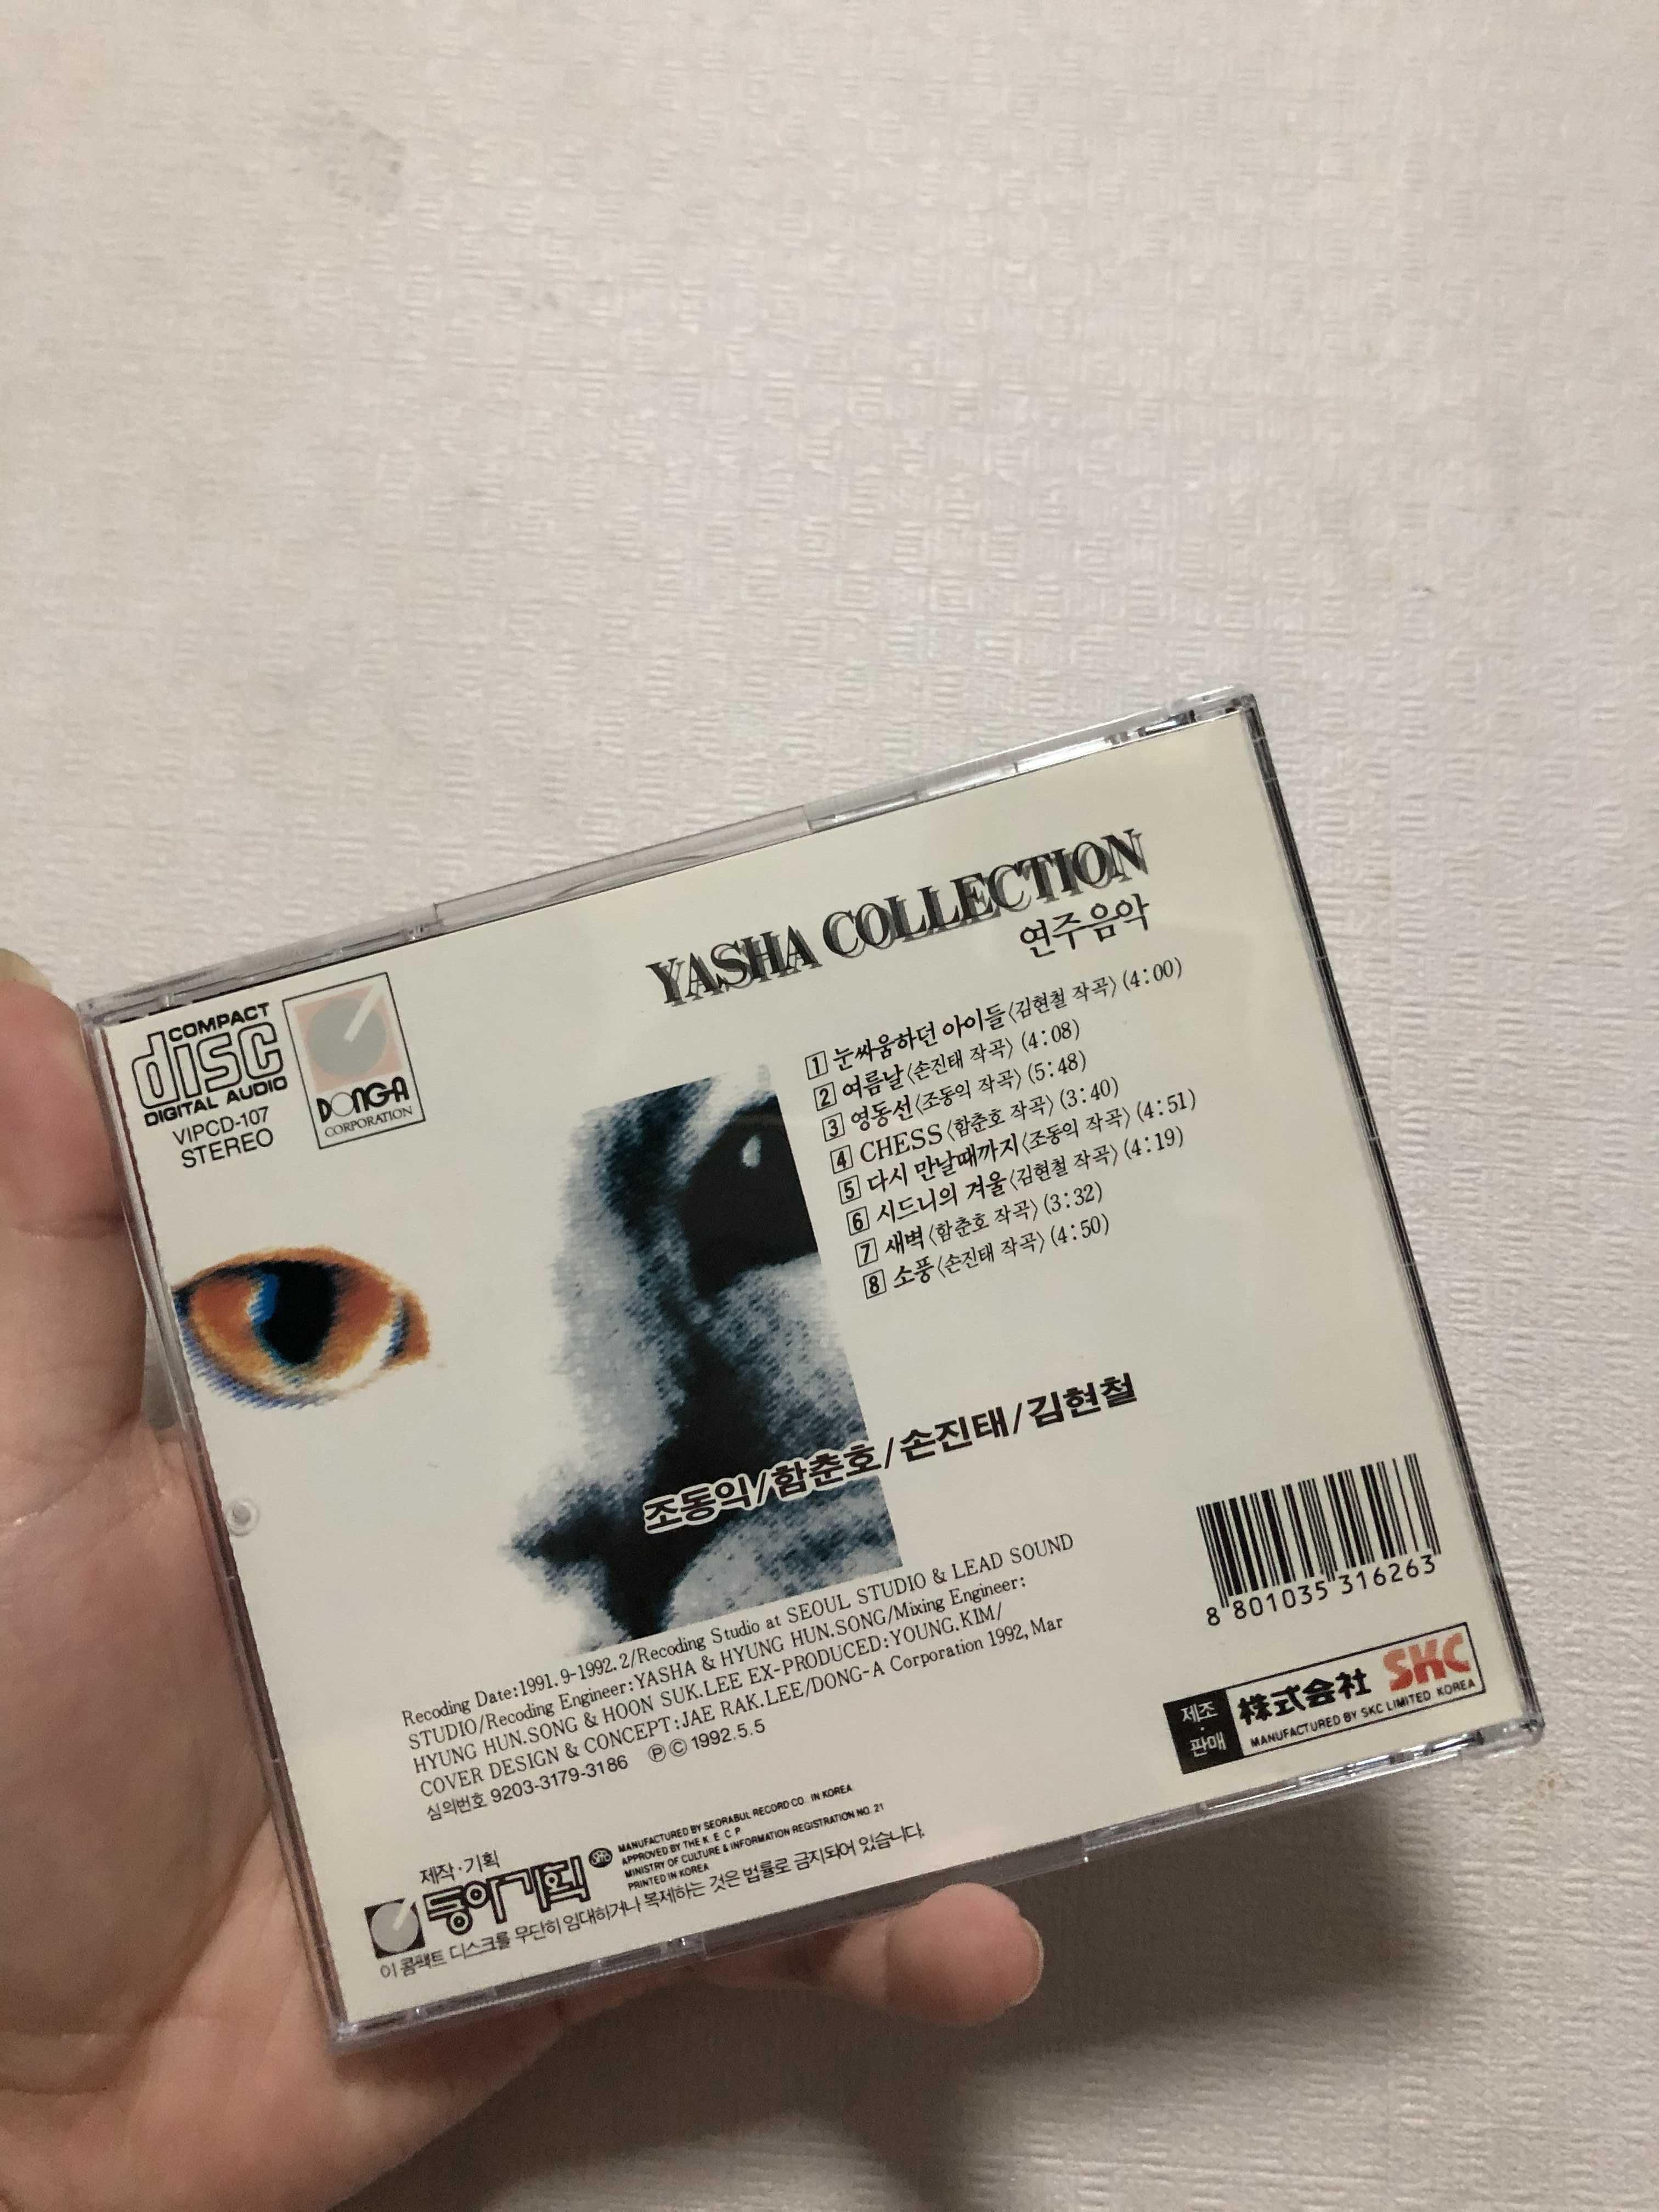 YASHA COLLECTION
연주음악
COMPACT
disc
DIGITAL AUDIO
VIPCD-107
STEREO
DONG-A
CORPORATION
1 눈싸움하던 아이들〈김현철 작곡〉(4:00)
2 여름날〈손진태 작곡〉(4:08)
3 영동선〈조동익 작곡〉(5:48)
4 CHESS〈함춘호 작곡〉(3:40)
5 다시 만날때까지〈조동익 작곡〉(4:51)
6 시드니의 겨울〈김현철 작곡〉(4:19)
7 새벽〈함춘호 작곡〉(3:32)
8 소풍〈손진태 작곡〉(4:50)
조동익/함춘호/손진태/김현철
Recoding Date:1991.9-1992.2/Recoding Studio at SEOUL STUDIO & LEAD SOUND
STUDIO/Recoding Engineer:YASHA & HYUNG HUN.SONG/Mixing Engineer:
HYUNG HUN.SONG & HOON SUK.LEE EX-PRODUCED:YOUNG.KIM/
COVER DESIGN & CONCEPT:JAE RAK.LEE/DONG-A Corporation 1992, Mar
심의번호 9203-3179-3186 ⓟⓒ 1992.5.5
8 801035 316263
제조·판매
株式会社 SKC
MANUFACTURED BY SKC LIMITED KOREA
제작·기획
동아기획
SRB
MANUFACTURED BY SEORABUL RECORD CO. IN KOREA
APPROVED BY THE K. E. C. P
MINISTRY OF CULTURE & INFORMATION REGISTRATION NO. 21
PRINTED IN KOREA
이 콤팩트 디스크를 무단히 임대하거나 복제하는 것은 법률로 금지되어 있습니다.